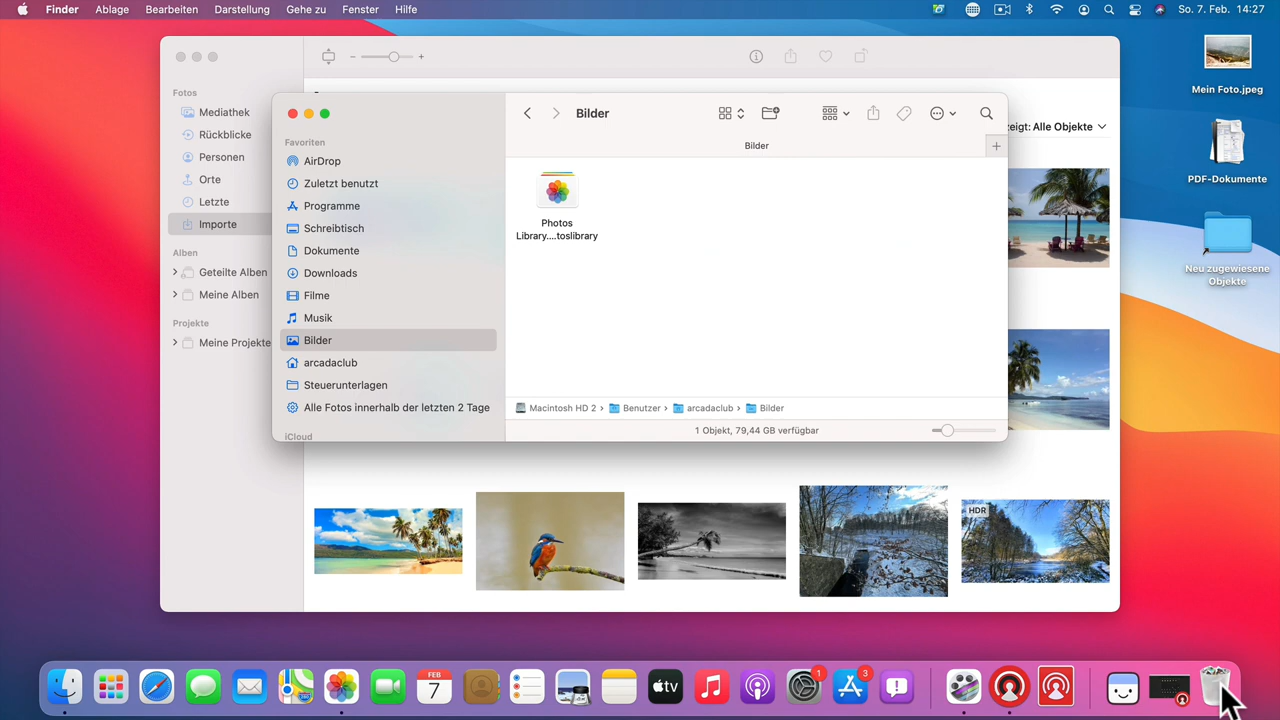 Finder Ablage Bearbeiten Darstellung Gehe zu Fenster Hilfe So. 7. Feb. 14:27
Fotos
Mediathek
Rückblicke
Personen
Orte
Letzte
Importe
Alben
Geteilte Alben
Meine Alben
Projekte
Meine Projekte
zeigt: Alle Objekte
Bilder
Bilder
Favoriten
AirDrop
Zuletzt benutzt
Programme
Schreibtisch
Dokumente
Downloads
Filme
Musik
Bilder
arcadaclub
Steuerunterlagen
Alle Fotos innerhalb der letzten 2 Tage
iCloud
Photos
Library....toslibrary
Macintosh HD 2 › Benutzer › arcadaclub › Bilder
1 Objekt, 79,44 GB verfügbar
HDR
Mein Foto.jpeg
PDF-Dokumente
Neu zugewiesene
Objekte
FEB
7
tv
1
3